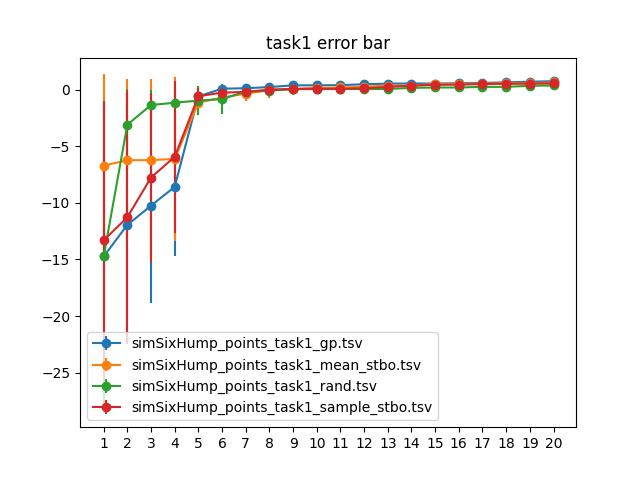 task1 error bar
0
−5
−10
−15
−20
−25
simSixHump_points_task1_gp.tsv
simSixHump_points_task1_mean_stbo.tsv
simSixHump_points_task1_rand.tsv
simSixHump_points_task1_sample_stbo.tsv
1 2 3 4 5 6 7 8 9 10 11 12 13 14 15 16 17 18 19 20